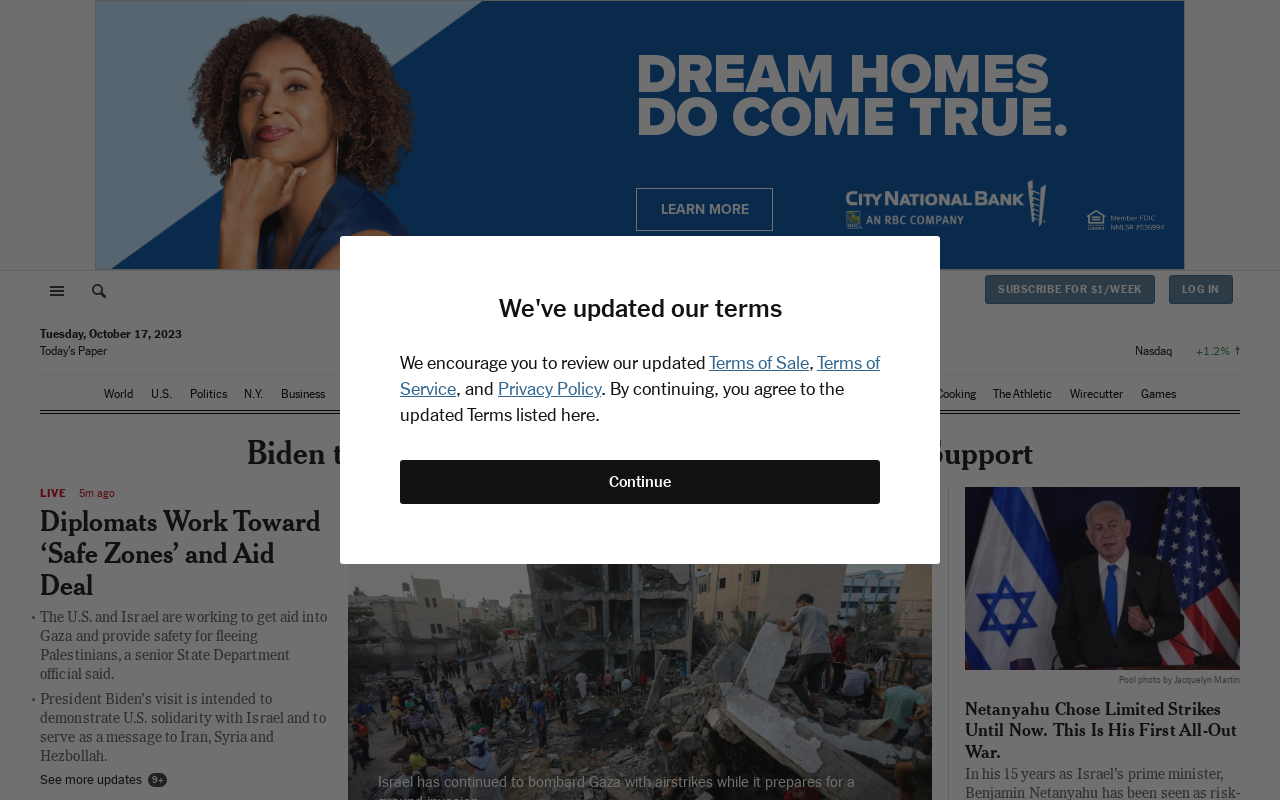 DREAM HOMES
DO COME TRUE.
LEARN MORE
CITY NATIONAL BANK
AN RBC COMPANY
Member FDIC
NMLSR #536994
SUBSCRIBE FOR $1/WEEK
LOG IN
Tuesday, October 17, 2023
Today's Paper
Nasdaq +1.2%
World U.S. Politics N.Y. Business Cooking The Athletic Wirecutter Games
We've updated our terms
We encourage you to review our updated Terms of Sale, Terms of
Service, and Privacy Policy. By continuing, you agree to the
updated Terms listed here.
Continue
Biden
Support
LIVE 5m ago
Diplomats Work Toward
‘Safe Zones’ and Aid
Deal
The U.S. and Israel are working to get aid into
Gaza and provide safety for fleeing
Palestinians, a senior State Department
official said.
President Biden’s visit is intended to
demonstrate U.S. solidarity with Israel and to
serve as a message to Iran, Syria and
Hezbollah.
See more updates 9+
Israel has continued to bombard Gaza with airstrikes while it prepares for a
ground invasion
Pool photo by Jacquelyn Martin
Netanyahu Chose Limited Strikes
Until Now. This Is His First All-Out
War.
In his 15 years as Israel’s prime minister,
Benjamin Netanyahu has been seen as risk-